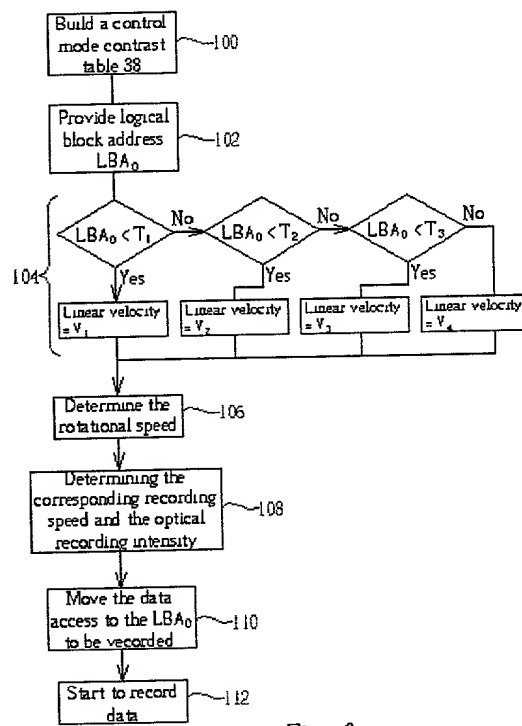 Build a control
mode contrast
table 38
100
Provide logical
block address
LBA₀
102
104
LBA₀ < T₁
No
LBA₀ < T₂
No
LBA₀ < T₃
No
Yes
Yes
Yes
Linear velocity
= V₁
Linear velocity
= V₂
Linear velocity
= V₃
Linear velocity
= V₄
Determine the
rotational speed
106
Determining the
corresponding recording
speed and the optical
recording intensity
108
Move the data
access to the LBA₀
to be vecorded
110
Start to record
data
112